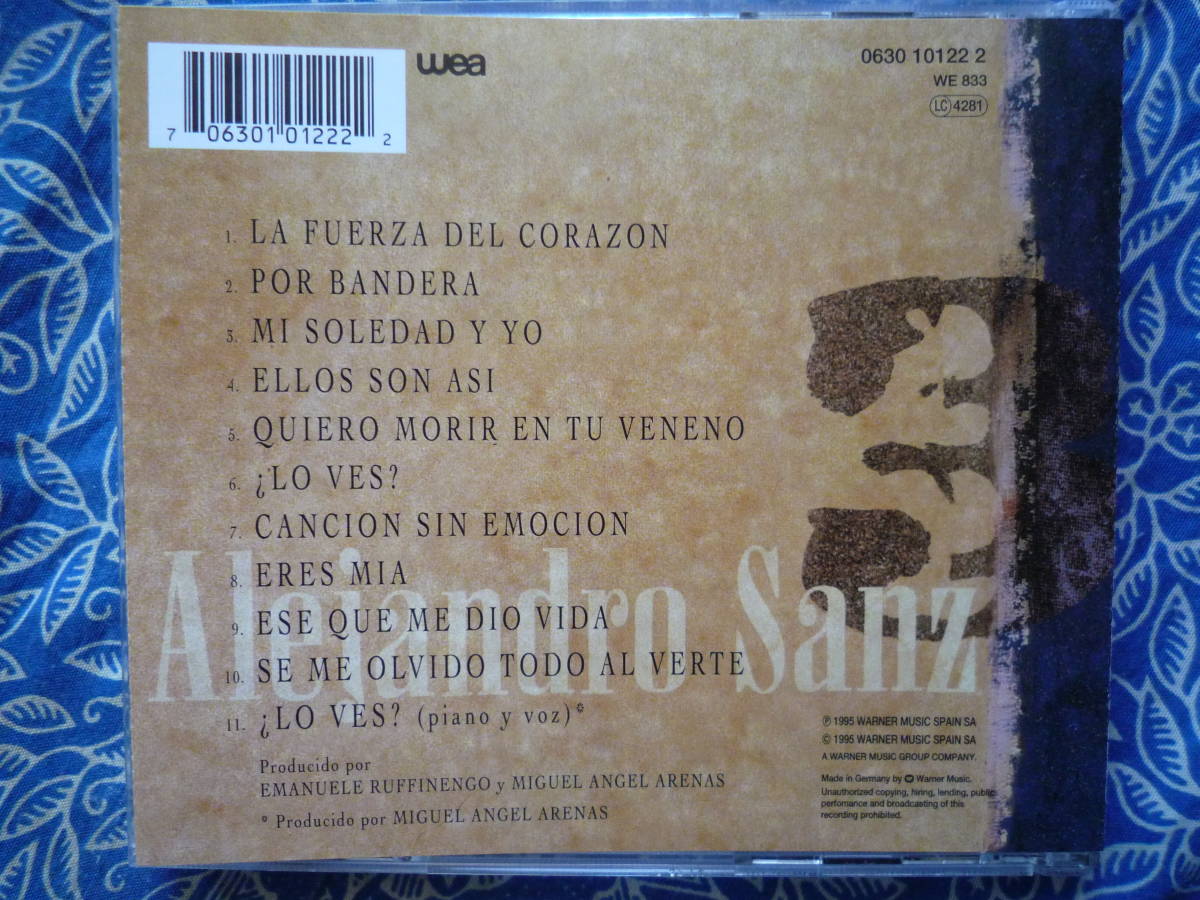 wea
0630 10122 2
WE 833
LC 4281
7 06301 01222 2
1. LA FUERZA DEL CORAZON
2. POR BANDERA
3. MI SOLEDAD Y YO
4. ELLOS SON ASI
5. QUIERO MORIR EN TU VENENO
6. ¿LO VES?
7. CANCION SIN EMOCION
8. ERES MIA
9. ESE QUE ME DIO VIDA
10. SE ME OLVIDO TODO AL VERTE
11. ¿LO VES? (piano y voz)*
Alejandro Sanz
Producido por
EMANUELE RUFFINENGO y MIGUEL ANGEL ARENAS
* Producido por MIGUEL ANGEL ARENAS
℗ 1995 WARNER MUSIC SPAIN SA
© 1995 WARNER MUSIC SPAIN SA
A WARNER MUSIC GROUP COMPANY.
Made in Germany by Warner Music.
Unauthorized copying, hiring, lending, public
perfomance and broadcasting of this
recording prohibited.